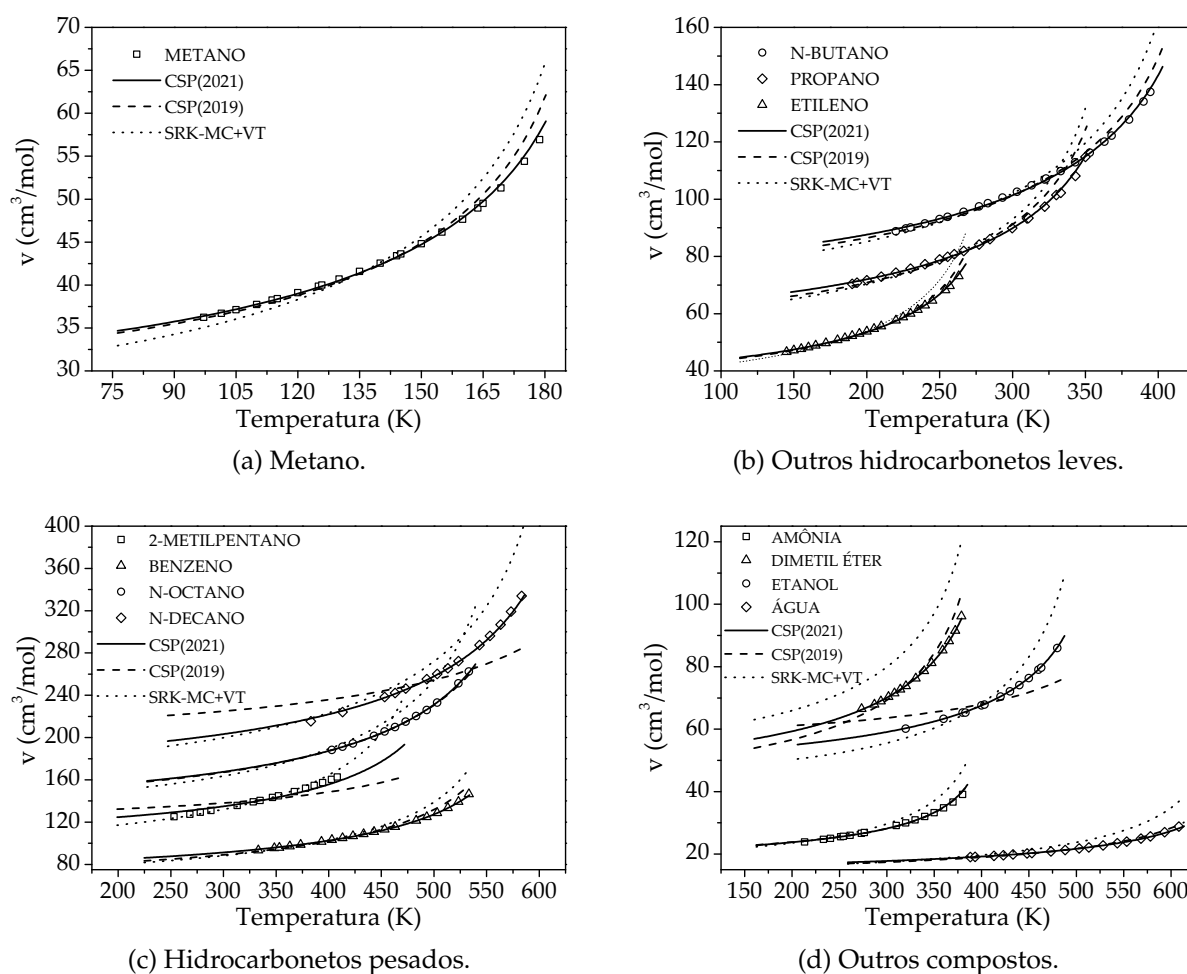 70
65
60
55
50
45
40
35
30
v (cm³/mol)
METANO
CSP(2021)
CSP(2019)
SRK-MC+VT
75 90 105 120 135 150 165 180
Temperatura (K)
(a) Metano.
160
140
120
100
80
60
40
v (cm³/mol)
N-BUTANO
PROPANO
ETILENO
CSP(2021)
CSP(2019)
SRK-MC+VT
100 150 200 250 300 350 400
Temperatura (K)
(b) Outros hidrocarbonetos leves.
400
360
320
280
240
200
160
120
80
v (cm³/mol)
2-METILPENTANO
BENZENO
N-OCTANO
N-DECANO
CSP(2021)
CSP(2019)
SRK-MC+VT
200 250 300 350 400 450 500 550 600
Temperatura (K)
(c) Hidrocarbonetos pesados.
120
100
80
60
40
20
v (cm³/mol)
AMÔNIA
DIMETIL ÉTER
ETANOL
ÁGUA
CSP(2021)
CSP(2019)
SRK-MC+VT
150 200 250 300 350 400 450 500 550 600
Temperatura (K)
(d) Outros compostos.